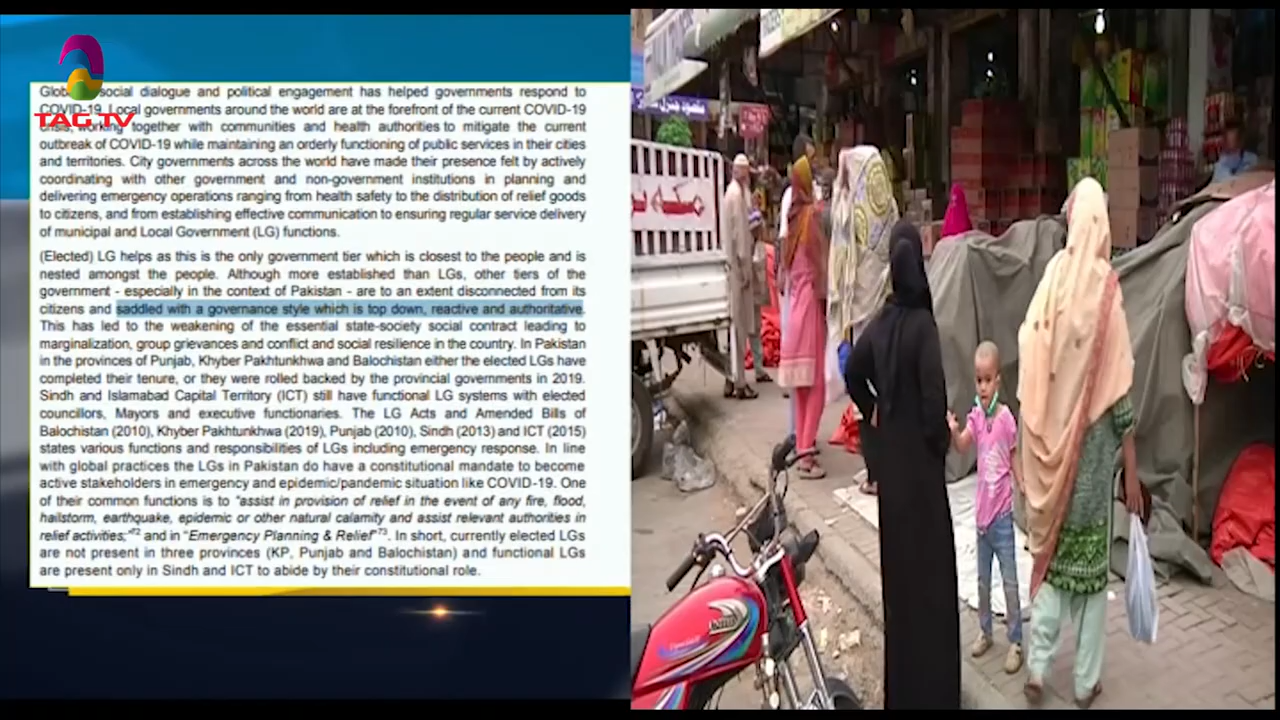 TAG TV
Globally, social dialogue and political engagement has helped governments respond to
COVID-19. Local governments around the world are at the forefront of the current COVID-19
crisis, working together with communities and health authorities to mitigate the current
outbreak of COVID-19 while maintaining an orderly functioning of public services in their cities
and territories. City governments across the world have made their presence felt by actively
coordinating with other government and non-government institutions in planning and
delivering emergency operations ranging from health safety to the distribution of relief goods
to citizens, and from establishing effective communication to ensuring regular service delivery
of municipal and Local Government (LG) functions.
(Elected) LG helps as this is the only government tier which is closest to the people and is
nested amongst the people. Although more established than LGs, other tiers of the
government - especially in the context of Pakistan - are to an extent disconnected from its
citizens and saddled with a governance style which is top down, reactive and authoritative.
This has led to the weakening of the essential state-society social contract leading to
marginalization, group grievances and conflict and social resilience in the country. In Pakistan
in the provinces of Punjab, Khyber Pakhtunkhwa and Balochistan either the elected LGs have
completed their tenure, or they were rolled backed by the provincial governments in 2019.
Sindh and Islamabad Capital Territory (ICT) still have functional LG systems with elected
councillors, Mayors and executive functionaries. The LG Acts and Amended Bills of
Balochistan (2010), Khyber Pakhtunkhwa (2019), Punjab (2010), Sindh (2013) and ICT (2015)
states various functions and responsibilities of LGs including emergency response. In line
with global practices the LGs in Pakistan do have a constitutional mandate to become
active stakeholders in emergency and epidemic/pandemic situation like COVID-19. One
of their common functions is to "assist in provision of relief in the event of any fire, flood,
hailstorm, earthquake, epidemic or other natural calamity and assist relevant authorities in
relief activities;"72 and in "Emergency Planning & Relief"73. In short, currently elected LGs
are not present in three provinces (KP, Punjab and Balochistan) and functional LGs
are present only in Sindh and ICT to abide by their constitutional role.